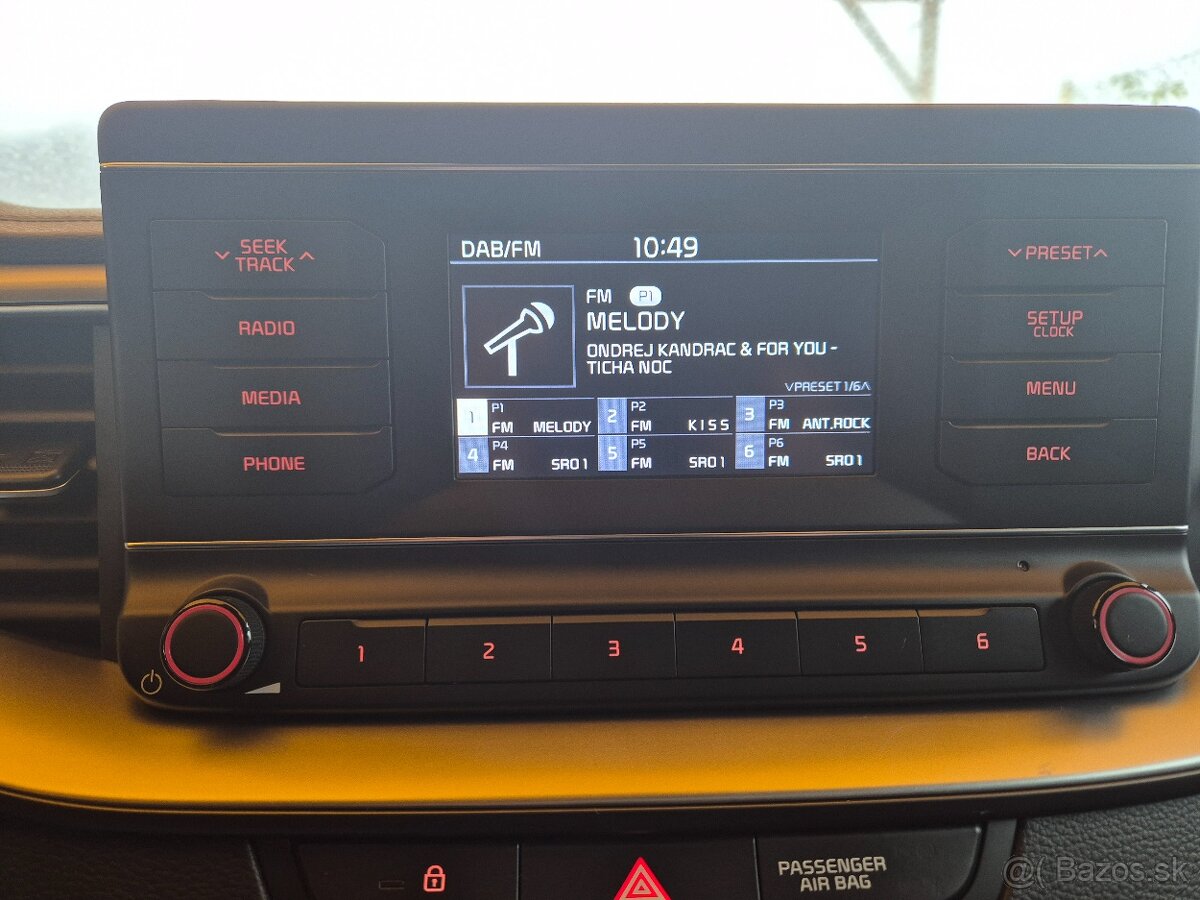 SEEK
TRACK
RADIO
MEDIA
PHONE
DAB/FM 10:49
FM P1
MELODY
ONDREJ KANDRAC & FOR YOU -
TICHA NOC
PRESET 1/6
1 P1 FM MELODY
2 P2 FM KISS
3 P3 FM ANT.ROCK
4 P4 FM SRO1
5 P5 FM SRO1
6 P6 FM SRO1
PRESET
SETUP
CLOCK
MENU
BACK
1 2 3 4 5 6
PASSENGER
AIR BAG
Bazos.sk